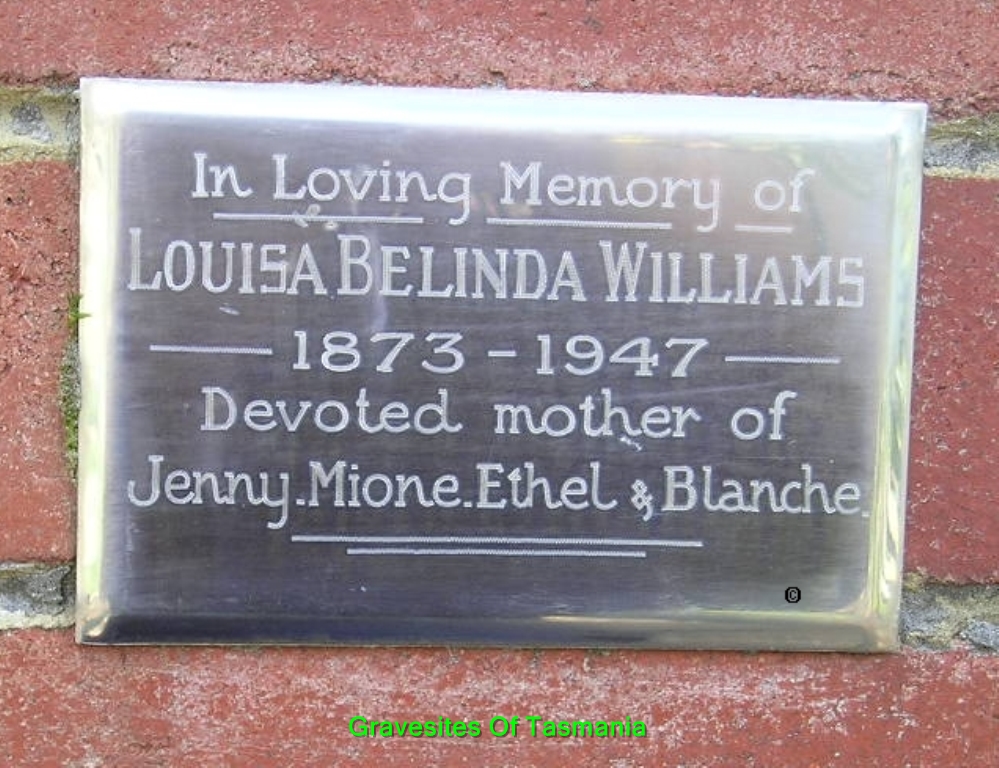 In Loving Memory of
LOUISA BELINDA WILLIAMS
1873 - 1947
Devoted mother of
Jenny. Mione. Ethel & Blanche.
©
Gravesites Of Tasmania